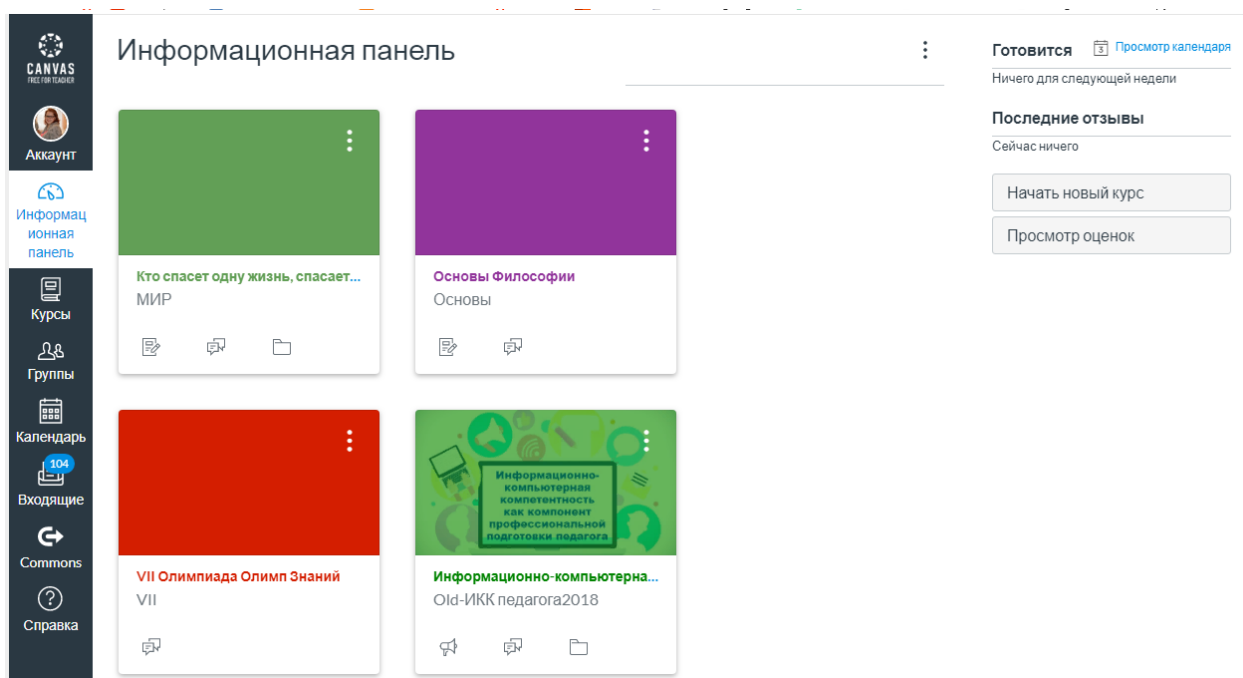 CANVAS
FREE FOR TEACHER
Аккаунт
Информац
ионная
панель
Курсы
Группы
Календарь
104
Входящие
Commons
Справка
Информационная панель
Кто спасет одну жизнь, спасает...
МИР
Основы Философии
Основы
VII Олимпиада Олимп Знаний
VII
Информационно-
компьютерная
компетентность
как компонент
профессиональной
подготовки педагога
Информационно-компьютерна...
Old-ИКК педагога2018
Готовится
3
Просмотр календаря
Ничего для следующей недели
Последние отзывы
Сейчас ничего
Начать новый курс
Просмотр оценок